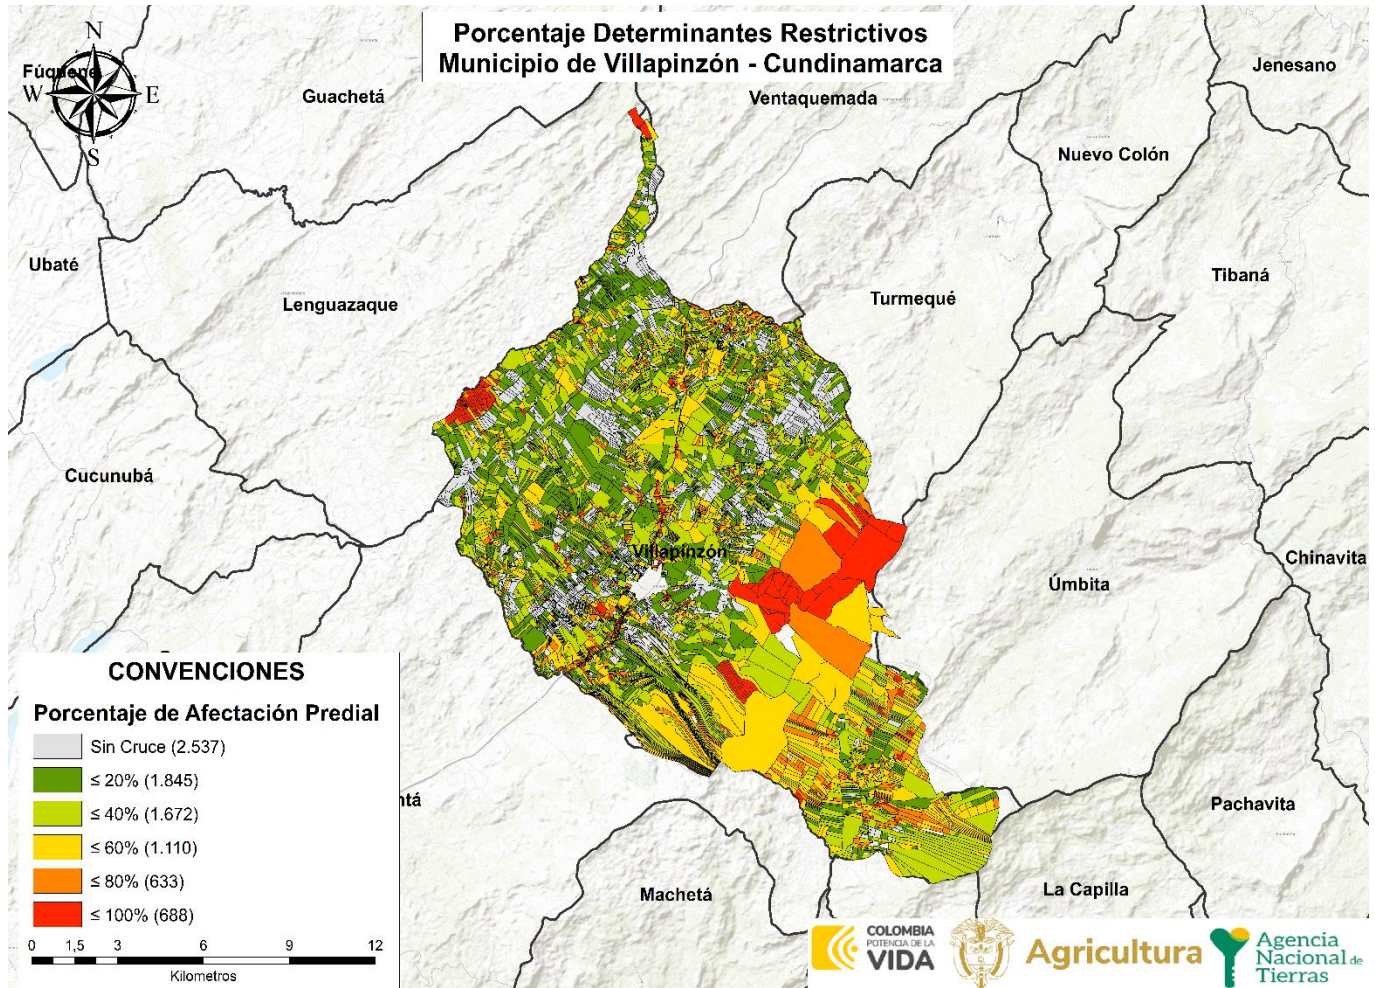 Porcentaje Determinantes Restrictivos
Municipio de Villapinzón - Cundinamarca
N
W
E
S
Fúquene
Guachetá
Ventaquemada
Jenesano
Nuevo Colón
Ubaté
Lenguazaque
Turmequé
Tibaná
Cucunubá
Villapinzón
Úmbita
Chinavita
ntá
Machetá
La Capilla
Pachavita
CONVENCIONES
Porcentaje de Afectación Predial
Sin Cruce (2.537)
≤ 20% (1.845)
≤ 40% (1.672)
≤ 60% (1.110)
≤ 80% (633)
≤ 100% (688)
0 1,5 3 6 9 12
Kilometros
COLOMBIA
POTENCIA DE LA
VIDA
Agricultura
Agencia
Nacional de
Tierras